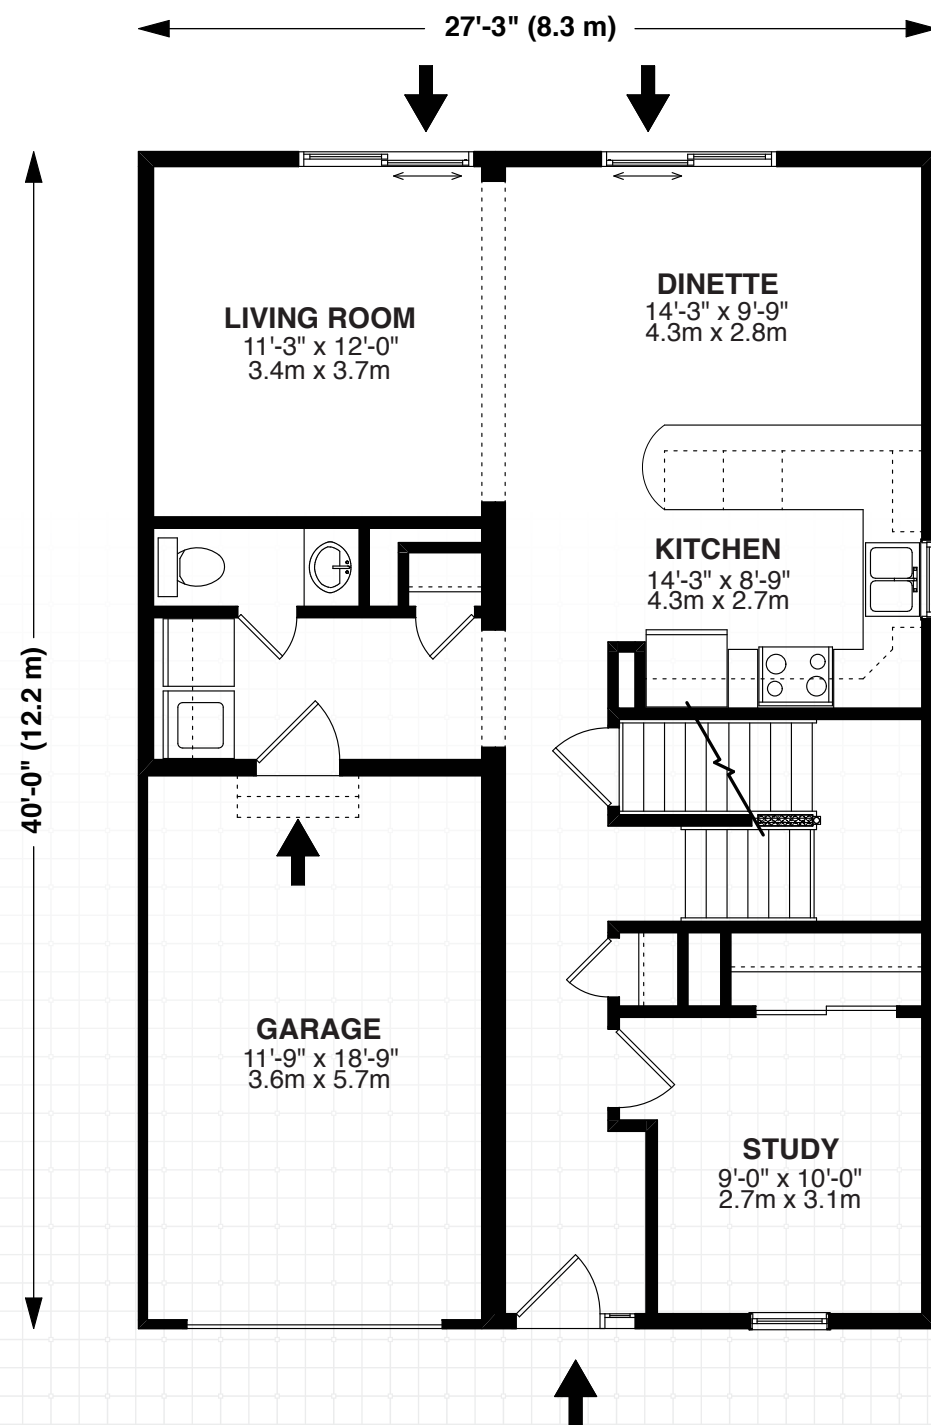 27'-3" (8.3 m)
40'-0" (12.2 m)
LIVING ROOM
11'-3" x 12'-0"
3.4m x 3.7m
DINETTE
14'-3" x 9'-9"
4.3m x 2.8m
KITCHEN
14'-3" x 8'-9"
4.3m x 2.7m
GARAGE
11'-9" x 18'-9"
3.6m x 5.7m
STUDY
9'-0" x 10'-0"
2.7m x 3.1m